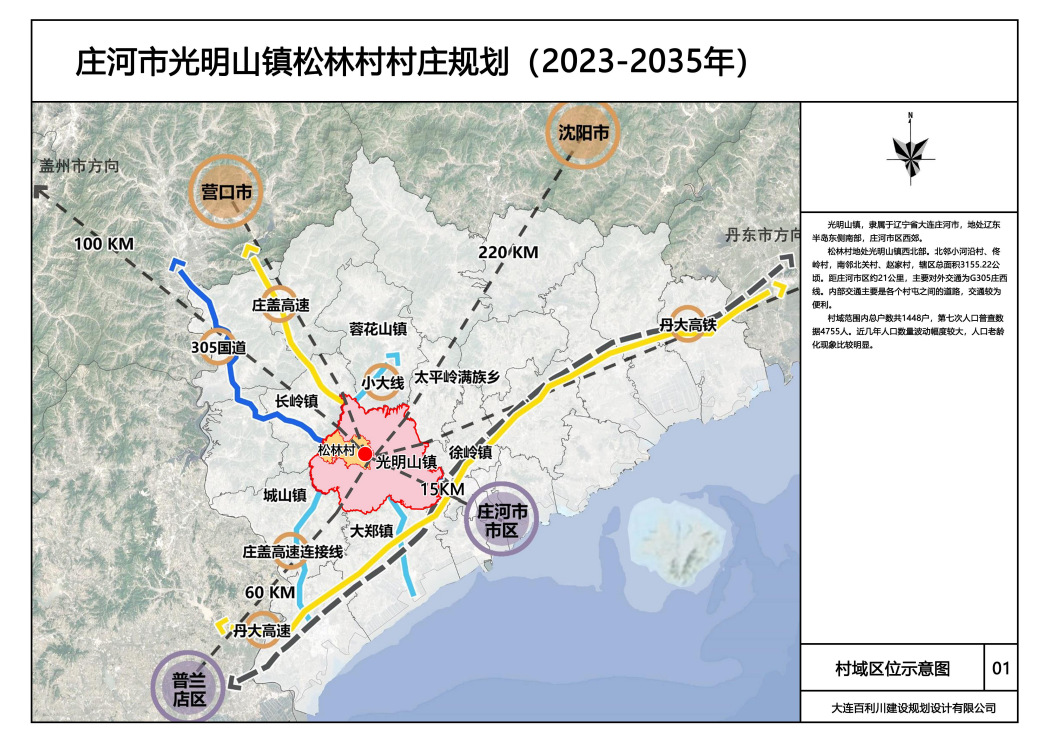 庄河市光明山镇松林村村庄规划（2023-2035年）
沈阳市
盖州市方向
营口市
N
100 KM
220 KM
丹东市方向
庄盖高速
丹大高铁
蓉花山镇
305国道
小大线
太平岭满族乡
长岭镇
松林村
光明山镇
徐岭镇
15KM
城山镇
庄河市
市区
大郑镇
庄盖高速连接线
60 KM
丹大高速
普兰
店区
光明山镇，隶属于辽宁省大连庄河市，地处辽东
半岛东侧南部，庄河市区西郊。
松林村地处光明山镇西北部。北邻小河沿村、佟
岭村，南邻北关村、赵家村，辖区总面积3155.22公
顷。距庄河市区约21公里，主要对外交通为G305庄西
线。内部交通主要是各个村屯之间的道路，交通较为
便利。
村域范围内总户数共1448户，第七次人口普查数
据4755人。近几年人口数量波动幅度较大，人口老龄
化现象比较明显。
村域区位示意图
01
大连百利川建设规划设计有限公司